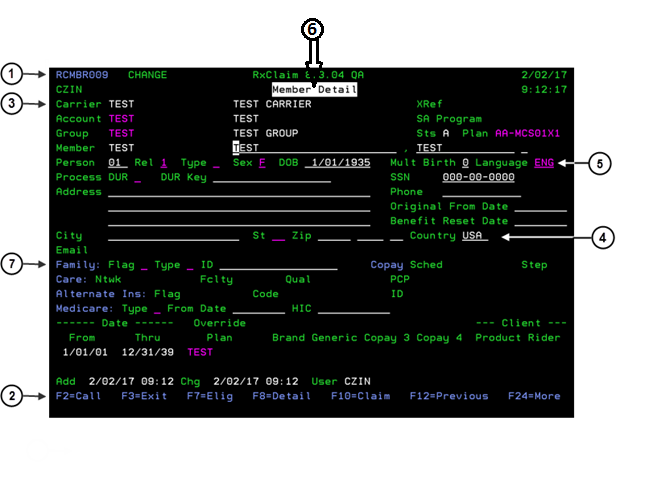 6
1 RCMBR009 CHANGE RxClaim 8.3.04 QA 2/02/17
CZIN Member Detail 9:12:17
3 Carrier TEST TEST CARRIER XRef
Account TEST TEST SA Program
Group TEST TEST GROUP Sts A Plan AA-MCS01X1
Member TEST TEST , TEST
Person 01 Rel 1 Type _ Sex F DOB 1/01/1935 Mult Birth 0 Language ENG 5
Process DUR _ DUR Key SSN 000-00-0000
Address Phone
Original From Date
Benefit Reset Date
City St Zip Country USA 4
Email
7 Family: Flag _ Type _ ID Copay Sched Step
Care: Ntwk Fclty Qual PCP
Alternate Ins: Flag Code ID
Medicare: Type _ From Date HIC
------ Date ------ Override --- Client ---
From Thru Plan Brand Generic Copay 3 Copay 4 Product Rider
1/01/01 12/31/39 TEST
Add 2/02/17 09:12 Chg 2/02/17 09:12 User CZIN
2 F2=Call F3=Exit F7=Elig F8=Detail F10=Claim F12=Previous F24=More